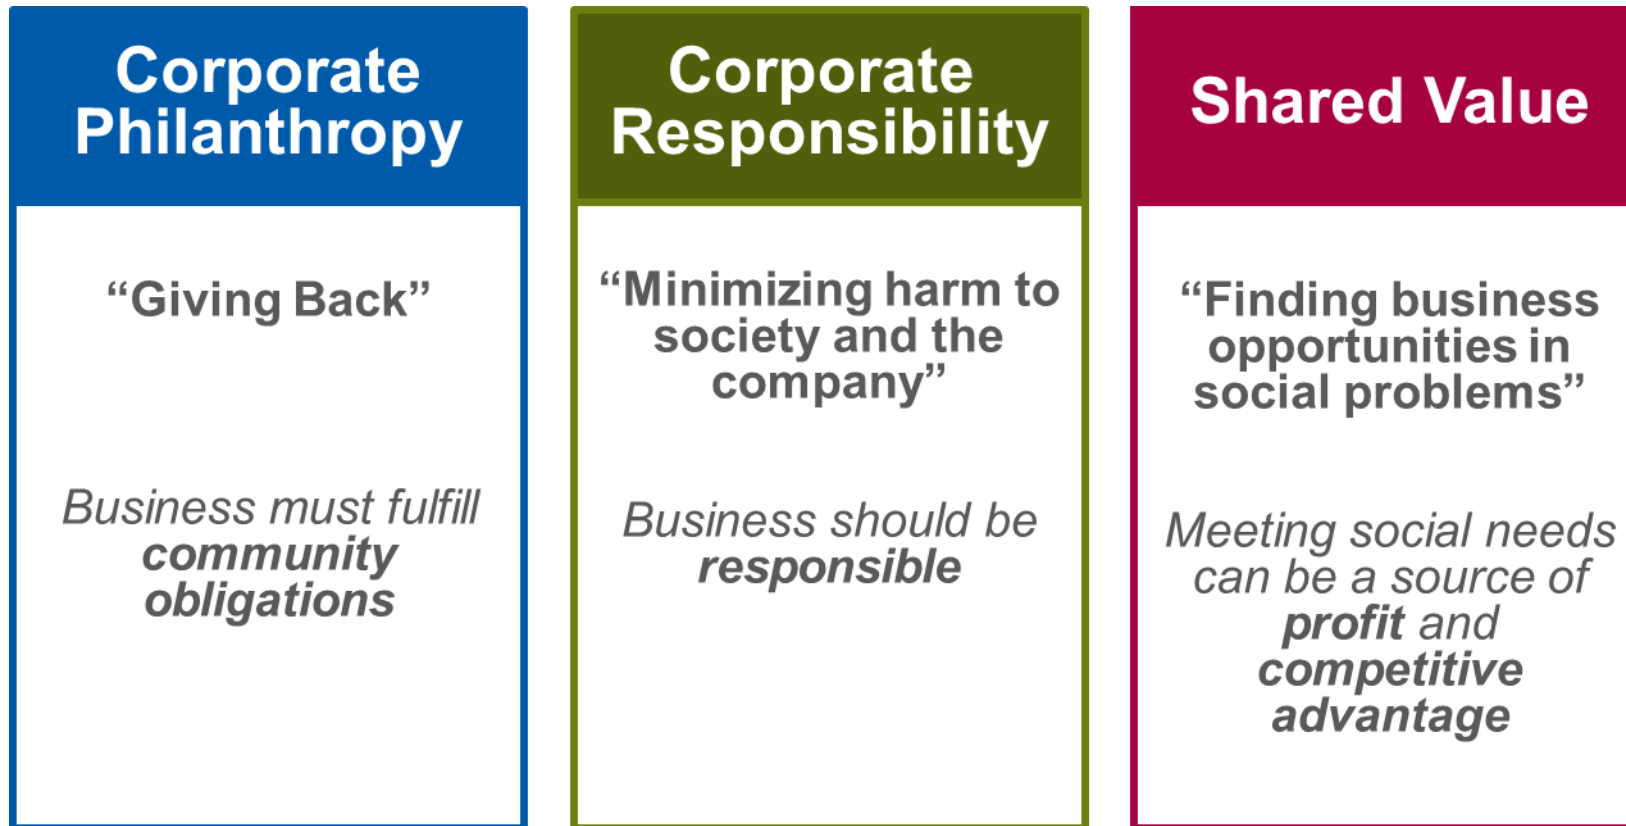 Corporate
Philanthropy
“Giving Back”
Business must fulfill
community
obligations
Corporate
Responsibility
“Minimizing harm to
society and the
company”
Business should be
responsible
Shared Value
“Finding business
opportunities in
social problems”
Meeting social needs
can be a source of
profit and
competitive
advantage